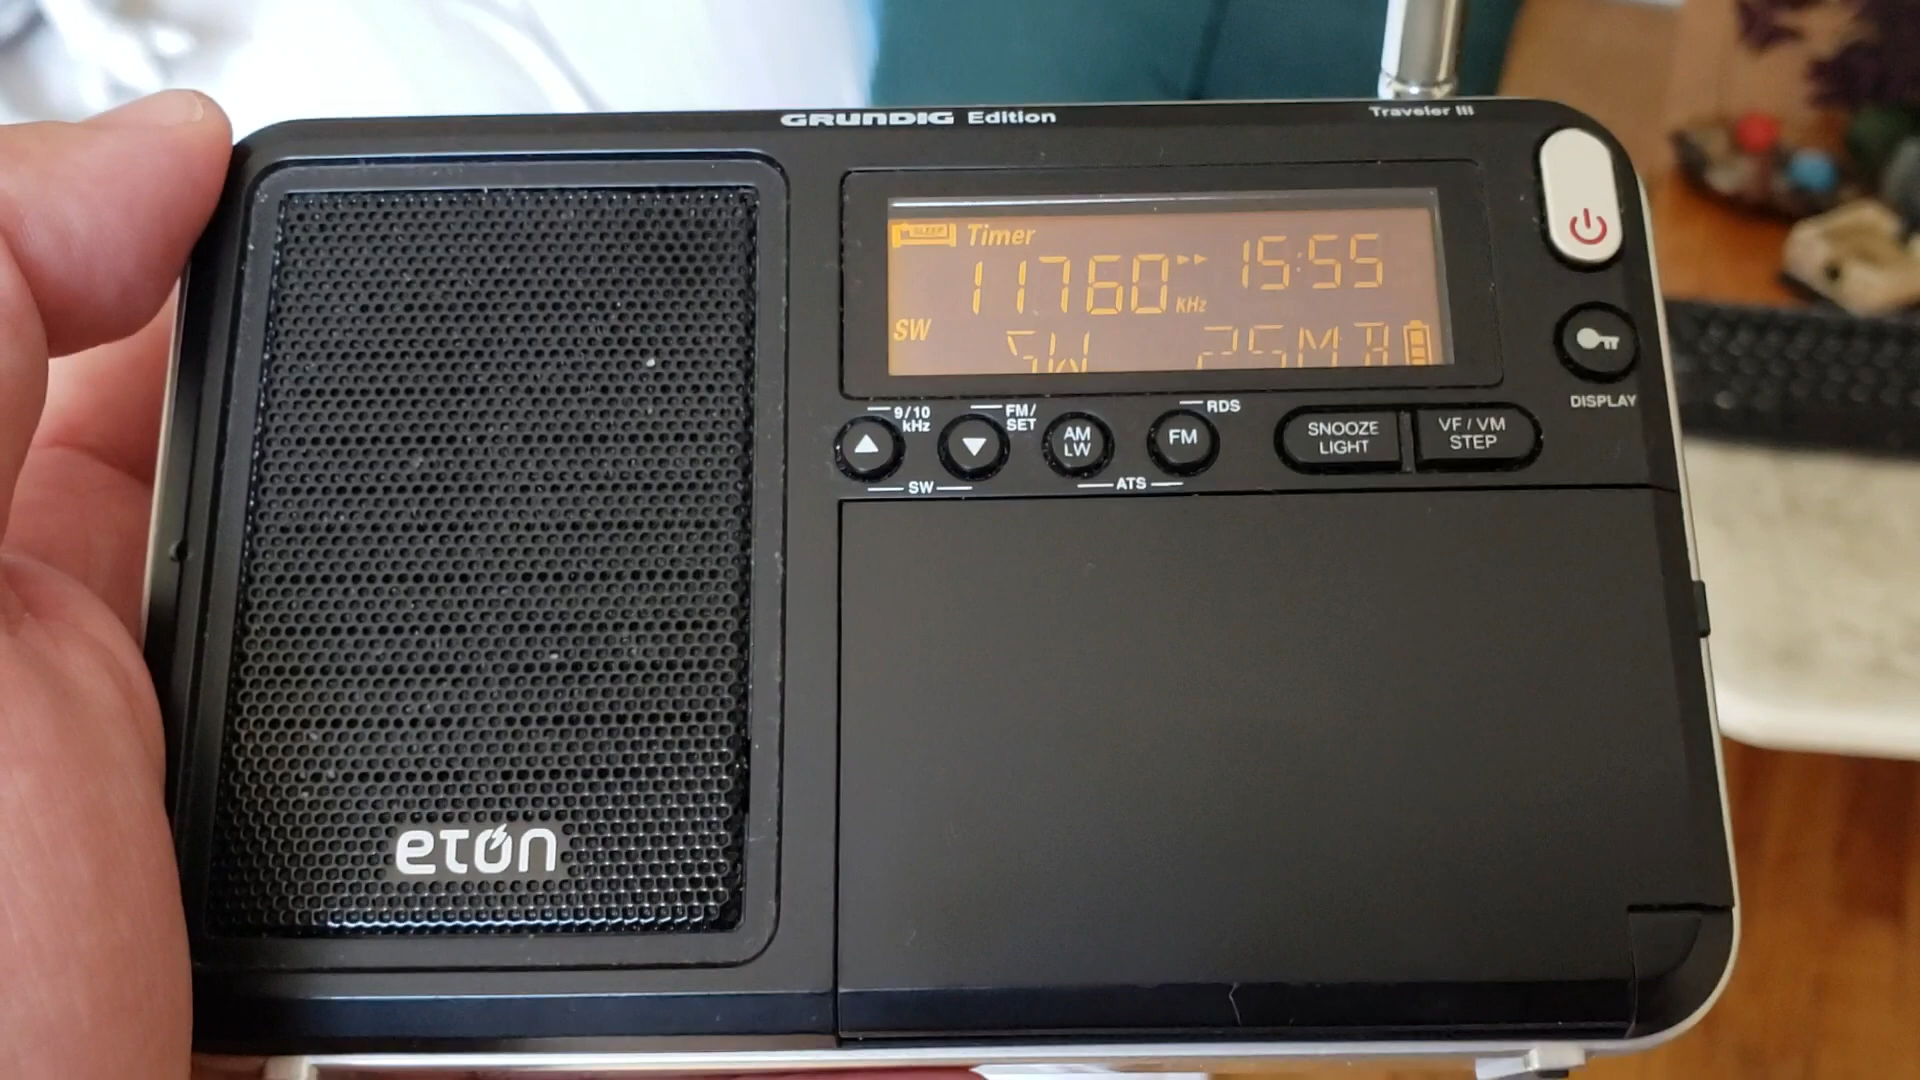 GRUNDIG Edition
Traveler III
SLEEP Timer
11760 KHz 15:55
SW
SW 25M
9/10 kHz
FM/ SET
AM LW
FM
RDS
SNOOZE LIGHT
VF / VM STEP
DISPLAY
SW
ATS
etón